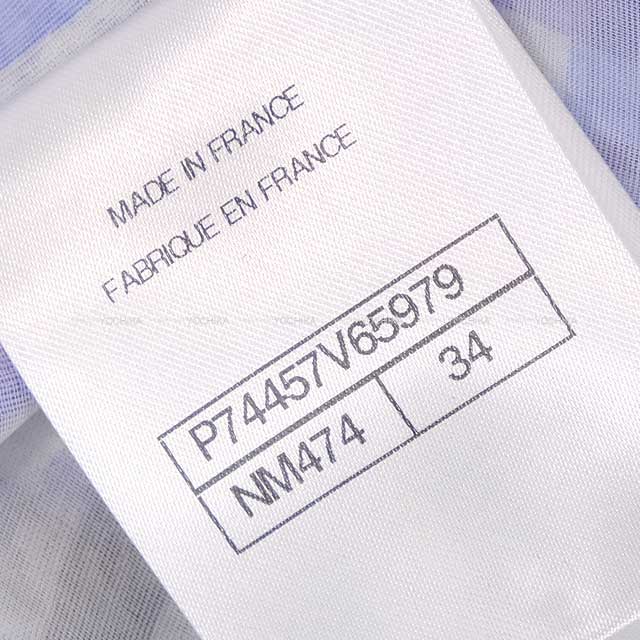 MADE IN FRANCE
FABRIQUE EN FRANCE
P74457V65979
NM474 34